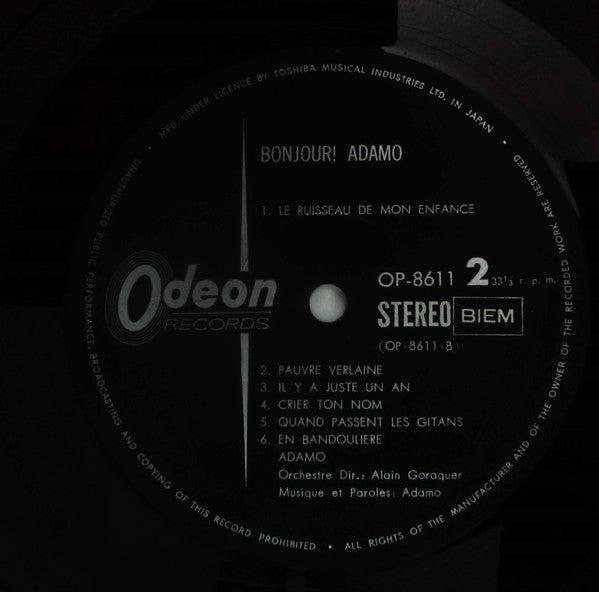 MFD. UNDER LICENCE BY TOSHIBA MUSICAL INDUSTRIES LTD. IN JAPAN
BONJOUR! ADAMO
1. LE RUISSEAU DE MON ENFANCE
Odeon
RECORDS
OP-8611 2 33⅓ r. p. m.
STEREO BIEM
(OP-8611-B)
2. PAUVRE VERLAINE
3. IL Y A JUSTE UN AN
4. CRIER TON NOM
5. QUAND PASSENT LES GITANS
6. EN BANDOULIERE
ADAMO
Orchestre Dir.: Alain Goraquer
Musique et Paroles: Adamo
UNAUTHORIZED PUBLIC PERFORMANCE, BROADCASTING AND COPYING OF THIS RECORD PROHIBITED • ALL RIGHTS OF THE MANUFACTURER AND OF THE OWNER OF THE RECORDED WORK ARE RESERVED